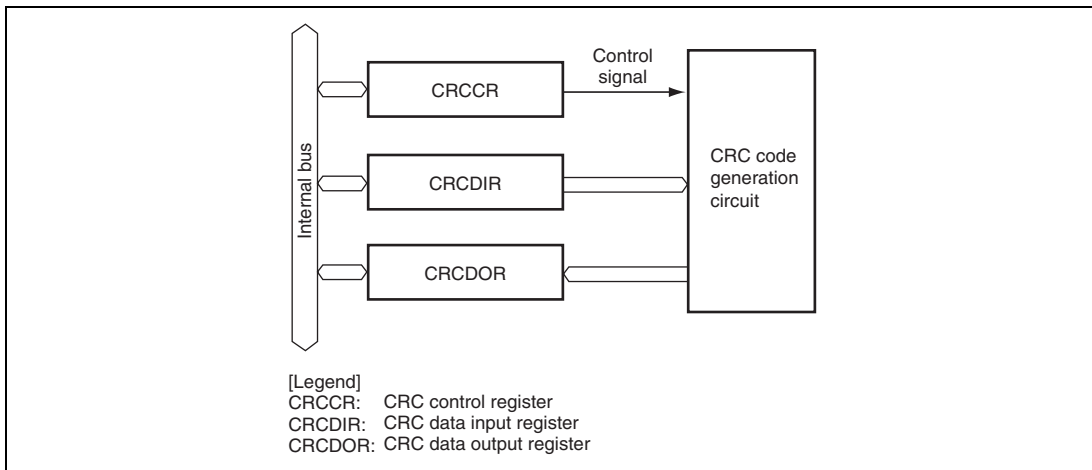 Control
signal
CRCCR
CRC code
generation
circuit
CRCDIR
Internal bus
CRCDOR
[Legend]
CRCCR: CRC control register
CRCDIR: CRC data input register
CRCDOR: CRC data output register